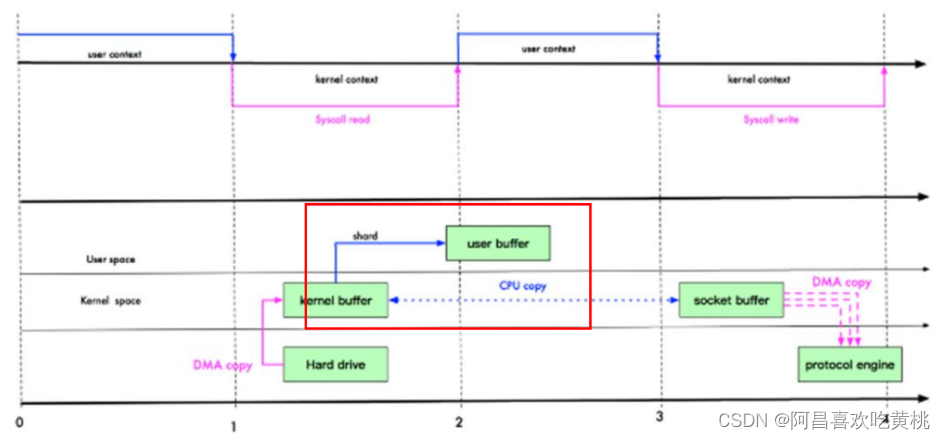 user context
user context
kernel context
kernel context
Syscall read
Syscall write
shard
user buffer
User space
Kernel space
kernel buffer
CPU copy
socket buffer
DMA copy
DMA copy
Hard drive
protocol engine
0
1
2
3
4
CSDN @阿昌喜欢吃黄桃